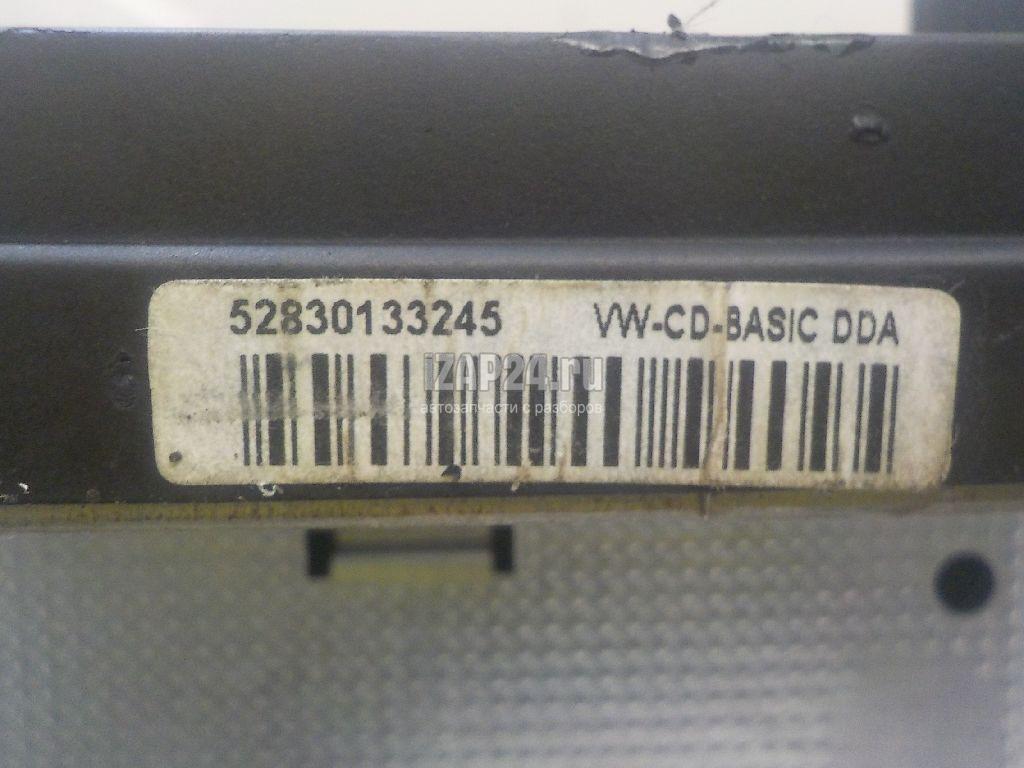 52830133245 VW-CD-BASIC DDA
iZAP24.ru
автозапчасти с разборов